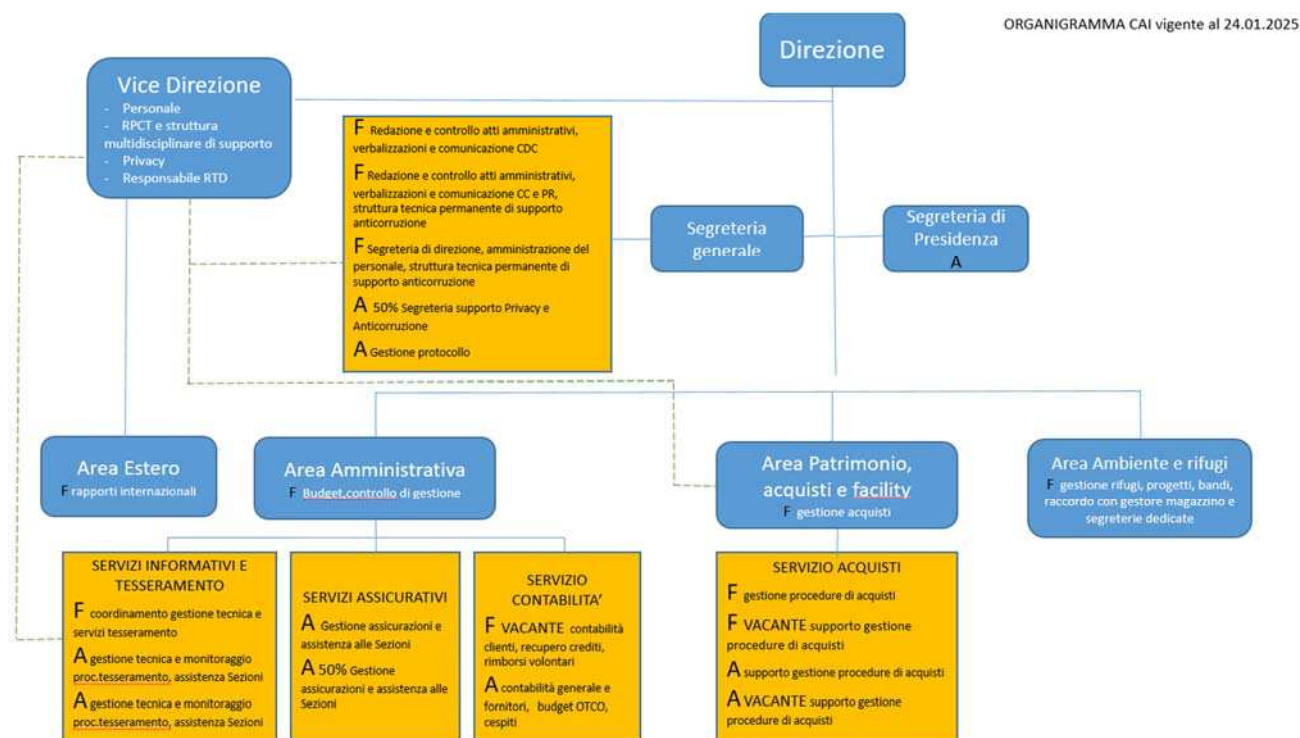 ORGANIGRAMMA CAI vigente al 24.01.2025
Direzione
Vice Direzione
- Personale
- RPCT e struttura
multidisciplinare di supporto
- Privacy
- Responsabile RTD
F Redazione e controllo atti amministrativi,
verbalizzazioni e comunicazione CDC
F Redazione e controllo atti amministrativi,
verbalizzazioni e comunicazione CC e PR,
struttura tecnica permanente di supporto
anticorruzione
F Segreteria di direzione, amministrazione del
personale, struttura tecnica permanente di
supporto anticorruzione
A 50% Segreteria supporto Privacy e
Anticorruzione
A Gestione protocollo
Segreteria
generale
Segreteria di
Presidenza
A
Area Estero
F rapporti internazionali
Area Amministrativa
F Budget,controllo di gestione
Area Patrimonio,
acquisti e facility
F gestione acquisti
Area Ambiente e rifugi
F gestione rifugi, progetti, bandi,
raccordo con gestore magazzino e
segreterie dedicate
SERVIZI INFORMATIVI E
TESSERAMENTO
F coordinamento gestione tecnica e
servizi tesseramento
A gestione tecnica e monitoraggio
proc.tesseramento, assistenza Sezioni
A gestione tecnica e monitoraggio
proc.tesseramento, assistenza Sezioni
SERVIZI ASSICURATIVI
A Gestione assicurazioni e
assistenza alle Sezioni
A 50% Gestione
assicurazioni e assistenza alle
Sezioni
SERVIZIO
CONTABILITA'
F VACANTE contabilità
clienti, recupero crediti,
rimborsi volontari
A contabilità generale e
fornitori, budget OTCO,
cespiti
SERVIZIO ACQUISTI
F gestione procedure di acquisti
F VACANTE supporto gestione
procedure di acquisti
A supporto gestione procedure di acquisti
A VACANTE supporto gestione
procedure di acquisti